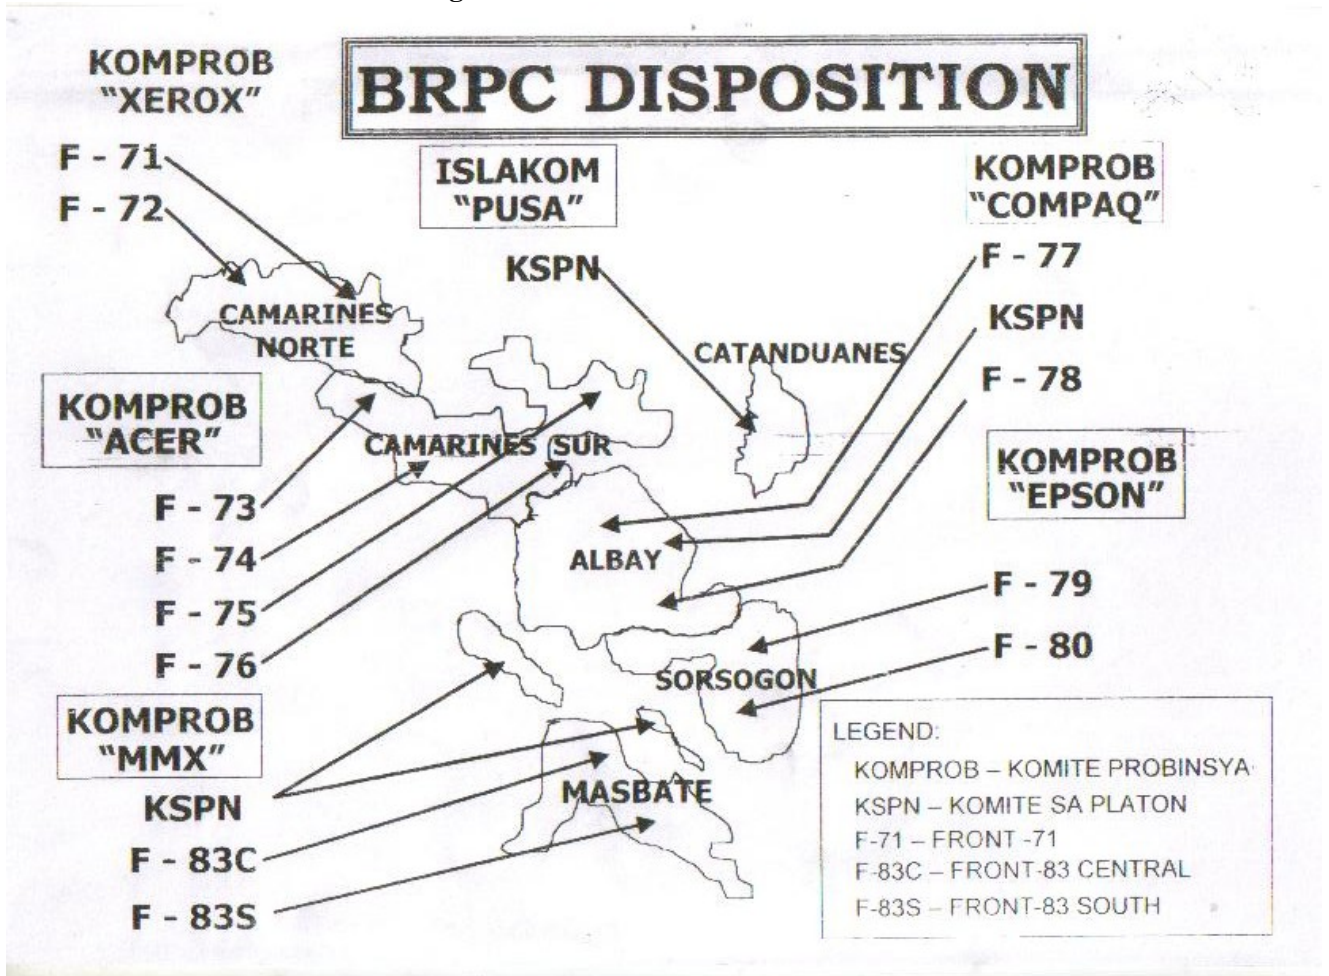 BRPC DISPOSITION
KOMPROB
“XEROX”
F - 71
F - 72
ISLAKOM
“PUSA”
KSPN
KOMPROB
“COMPAQ”
F - 77
KSPN
F - 78
CAMARINES
NORTE
CATANDUANES
KOMPROB
“ACER”
F - 73
F - 74
F - 75
F - 76
CAMARINES SUR
KOMPROB
“EPSON”
F - 79
F - 80
ALBAY
SORSOGON
KOMPROB
“MMX”
KSPN
F - 83C
F - 83S
MASBATE
LEGEND:
KOMPROB – KOMITE PROBINSYA
KSPN – KOMITE SA PLATON
F-71 – FRONT -71
F-83C – FRONT-83 CENTRAL
F-83S – FRONT-83 SOUTH